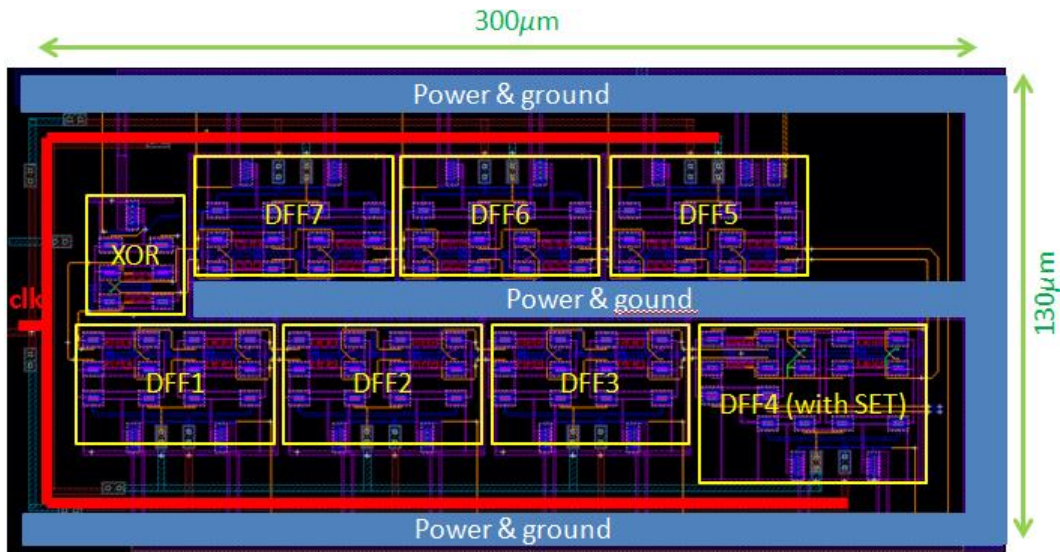 300μm
Power & ground
DFF7 DFF6 DFF5
XOR
Power & gound
clk
130μm
DFF1 DFF2 DFF3 DFF4 (with SET)
Power & ground